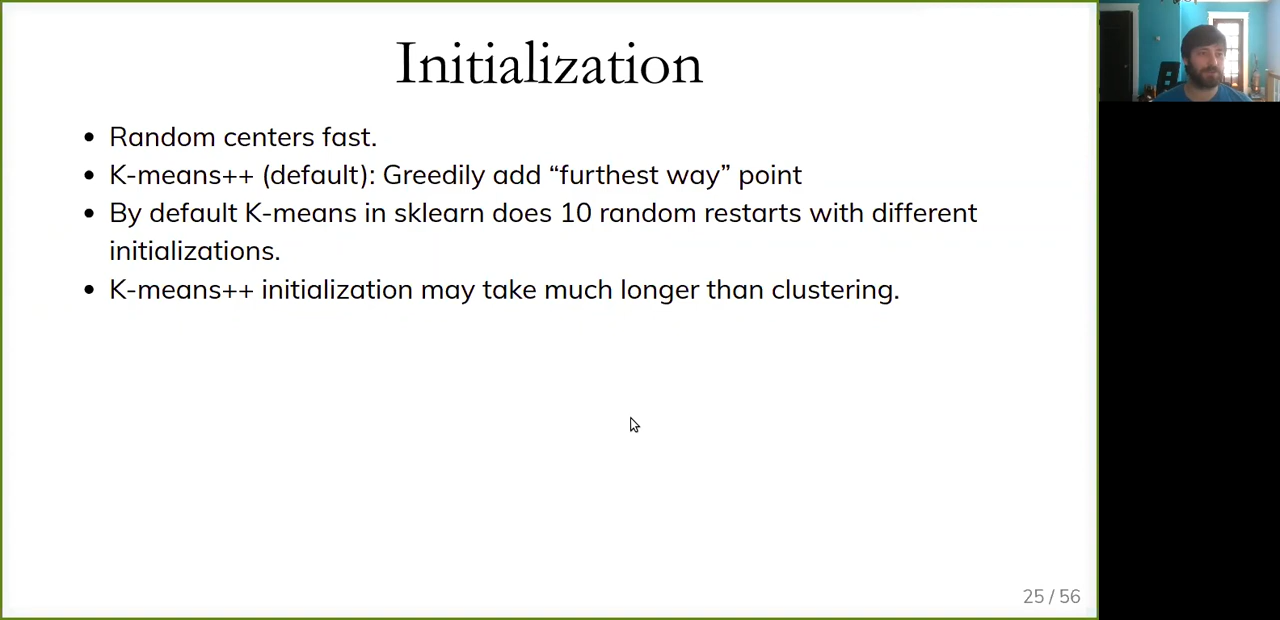 Initialization
• Random centers fast.
• K-means++ (default): Greedily add “furthest way” point
• By default K-means in sklearn does 10 random restarts with different
initializations.
• K-means++ initialization may take much longer than clustering.
25 / 56